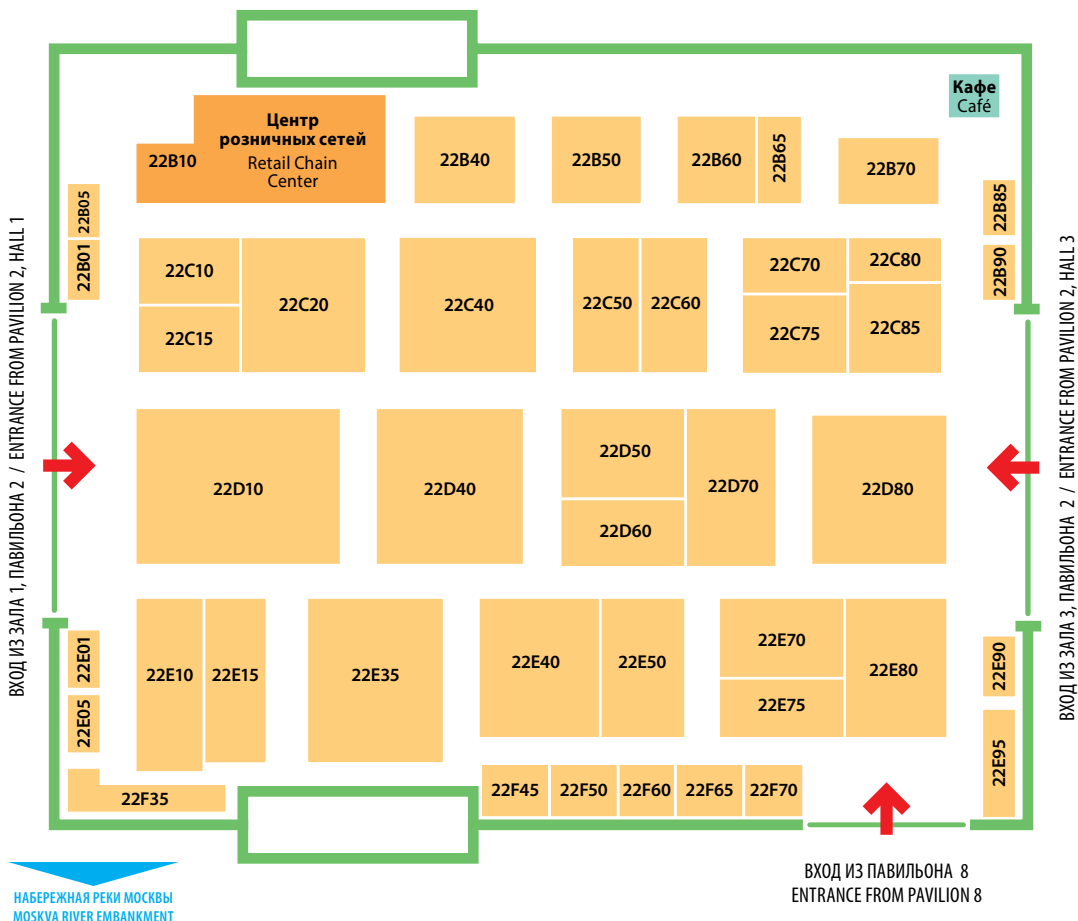 Кафе
Café
Центр
розничных сетей
Retail Chain
Center
22B10
22B40
22B50
22B60
22B65
22B70
22B05
22B01
22B85
22B90
22C10
22C15
22C20
22C40
22C50
22C60
22C70
22C75
22C80
22C85
ВХОД ИЗ ЗАЛА 1, ПАВИЛЬОНА 2 / ENTRANCE FROM PAVILION 2, HALL 1
ВХОД ИЗ ЗАЛА 3, ПАВИЛЬОНА 2 / ENTRANCE FROM PAVILION 2, HALL 3
22D10
22D40
22D50
22D60
22D70
22D80
22E01
22E05
22E10
22E15
22E35
22E40
22E50
22E70
22E75
22E80
22E90
22E95
22F35
22F45
22F50
22F60
22F65
22F70
ВХОД ИЗ ПАВИЛЬОНА 8
ENTRANCE FROM PAVILION 8
НАБЕРЕЖНАЯ РЕКИ МОСКВЫ
MOSKVA RIVER EMBANKMENT